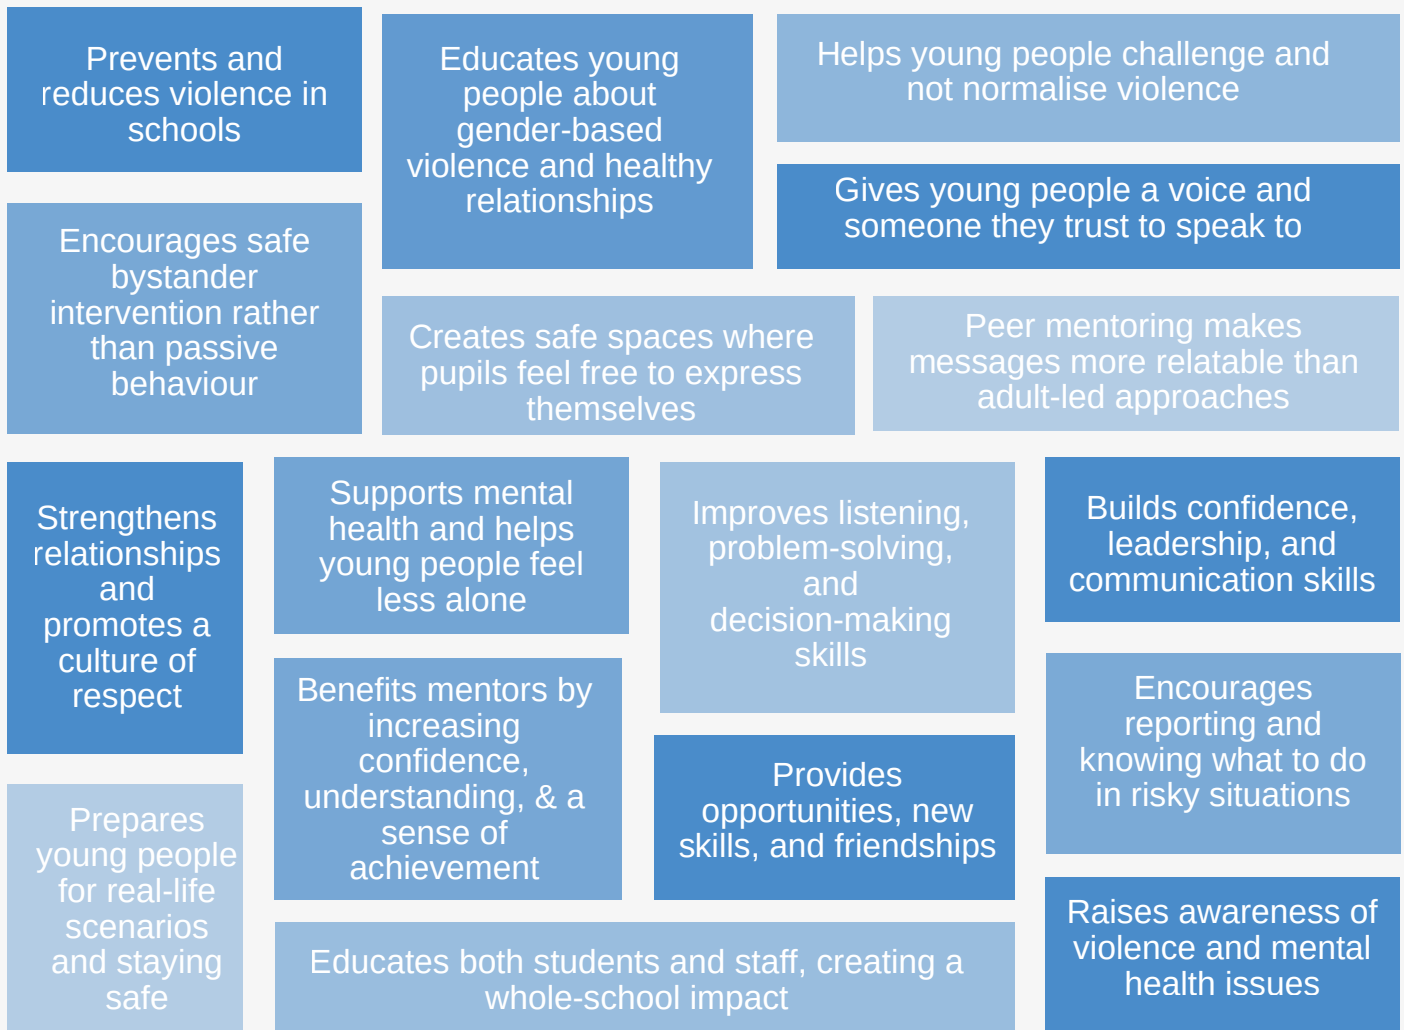 Prevents and
reduces violence in
schools
Educates young
people about
gender-based
violence and healthy
relationships
Helps young people challenge and
not normalise violence
Gives young people a voice and
someone they trust to speak to
Encourages safe
bystander
intervention rather
than passive
behaviour
Creates safe spaces where
pupils feel free to express
themselves
Peer mentoring makes
messages more relatable than
adult-led approaches
Strengthens
relationships
and
promotes a
culture of
respect
Supports mental
health and helps
young people feel
less alone
Improves listening,
problem-solving,
and
decision-making
skills
Builds confidence,
leadership, and
communication skills
Benefits mentors by
increasing
confidence,
understanding, & a
sense of
achievement
Encourages
reporting and
knowing what to do
in risky situations
Provides
opportunities, new
skills, and friendships
Prepares
young people
for real-life
scenarios
and staying
safe
Raises awareness of
violence and mental
health issues
Educates both students and staff, creating a
whole-school impact